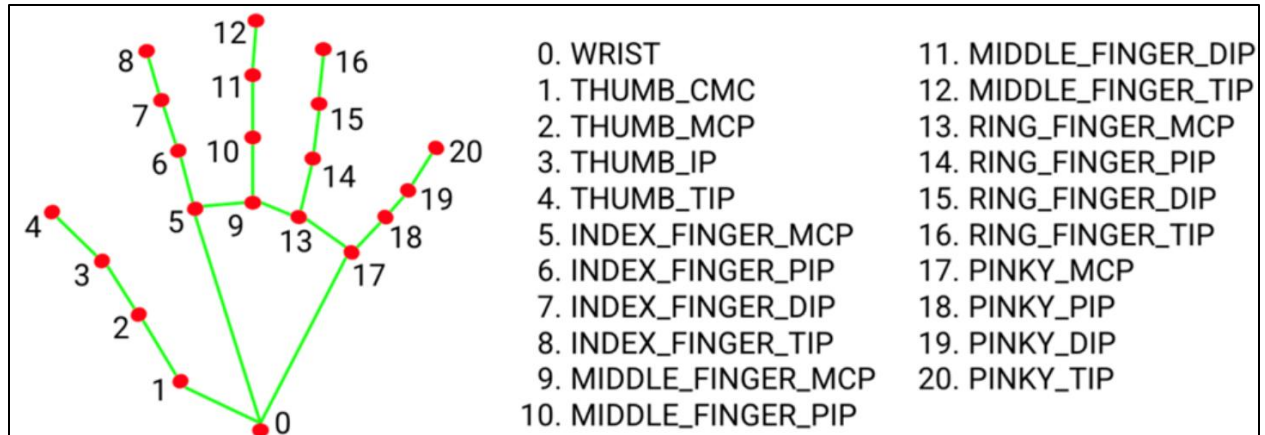 12
8
16
11
7
15
10
6
14
20
19
4
5
9
13
18
3
17
2
1
0
0. WRIST
1. THUMB_CMC
2. THUMB_MCP
3. THUMB_IP
4. THUMB_TIP
5. INDEX_FINGER_MCP
6. INDEX_FINGER_PIP
7. INDEX_FINGER_DIP
8. INDEX_FINGER_TIP
9. MIDDLE_FINGER_MCP
10. MIDDLE_FINGER_PIP
11. MIDDLE_FINGER_DIP
12. MIDDLE_FINGER_TIP
13. RING_FINGER_MCP
14. RING_FINGER_PIP
15. RING_FINGER_DIP
16. RING_FINGER_TIP
17. PINKY_MCP
18. PINKY_PIP
19. PINKY_DIP
20. PINKY_TIP